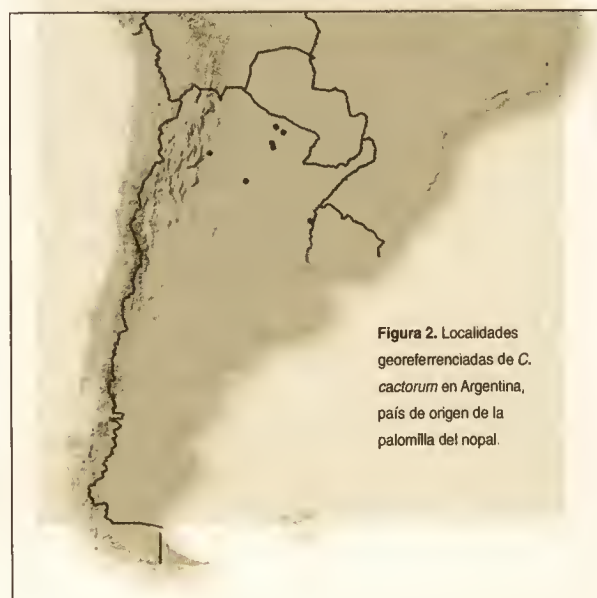 Figura 2. Localidades
georeferrenciadas de C.
cactorum en Argentina,
país de origen de la
palomilla del nopal.